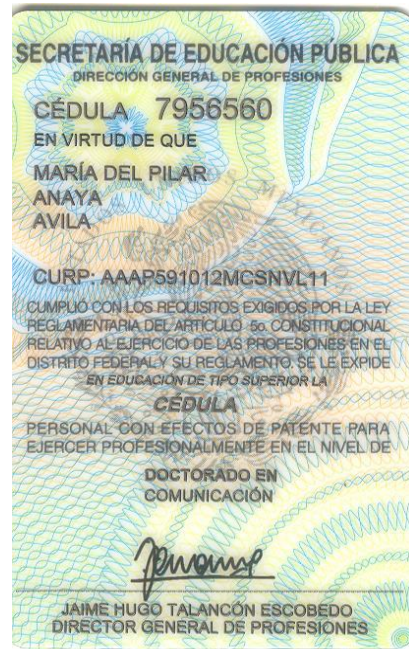 SECRETARÍA DE EDUCACIÓN PÚBLICA
DIRECCIÓN GENERAL DE PROFESIONES
CÉDULA 7956560
EN VIRTUD DE QUE
MARÍA DEL PILAR
ANAYA
AVILA
CURP: AAAP591012MCSNVL11
CUMPLIÓ CON LOS REQUISITOS EXIGIDOS POR LA LEY
REGLAMENTARIA DEL ARTÍCULO 5o. CONSTITUCIONAL
RELATIVO AL EJERCICIO DE LAS PROFESIONES EN EL
DISTRITO FEDERAL Y SU REGLAMENTO, SE LE EXPIDE
EN EDUCACIÓN DE TIPO SUPERIOR LA
CÉDULA
PERSONAL CON EFECTOS DE PATENTE PARA
EJERCER PROFESIONALMENTE EN EL NIVEL DE
DOCTORADO EN
COMUNICACIÓN
JAIME HUGO TALANCÓN ESCOBEDO
DIRECTOR GENERAL DE PROFESIONES